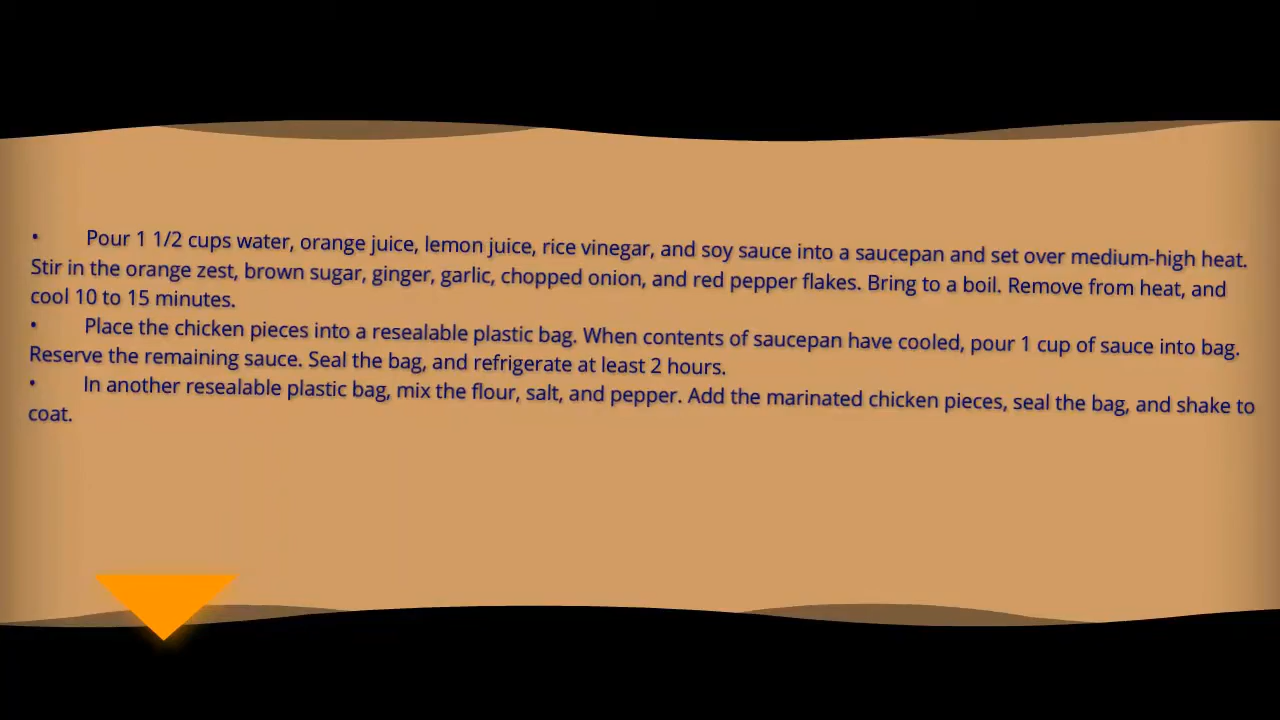 • Pour 1 1/2 cups water, orange juice, lemon juice, rice vinegar, and soy sauce into a saucepan and set over medium-high heat.
Stir in the orange zest, brown sugar, ginger, garlic, chopped onion, and red pepper flakes. Bring to a boil. Remove from heat, and
cool 10 to 15 minutes.
• Place the chicken pieces into a resealable plastic bag. When contents of saucepan have cooled, pour 1 cup of sauce into bag.
Reserve the remaining sauce. Seal the bag, and refrigerate at least 2 hours.
• In another resealable plastic bag, mix the flour, salt, and pepper. Add the marinated chicken pieces, seal the bag, and shake to
coat.